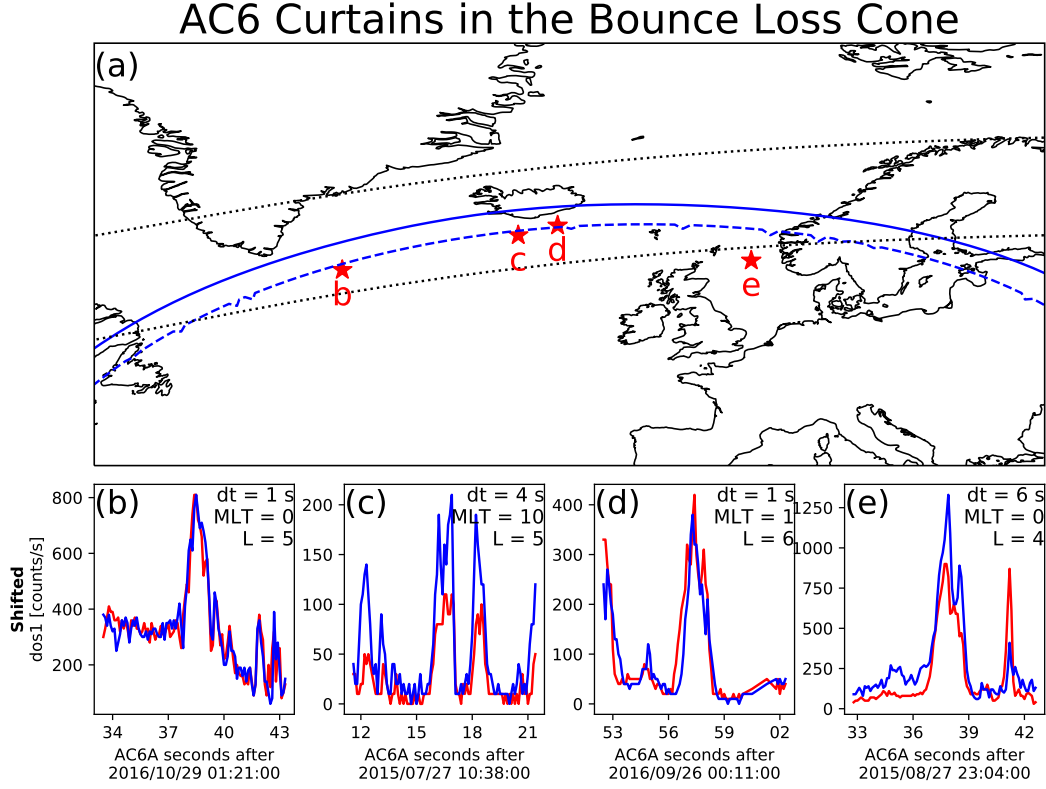 AC6 Curtains in the Bounce Loss Cone
(a)
b
c
d
e
Shifted
dos1 [counts/s]
(b)
dt = 1 s
MLT = 0
L = 5
800
600
400
200
34
37
40
43
AC6A seconds after
2016/10/29 01:21:00
(c)
dt = 4 s
MLT = 10
L = 5
200
150
100
50
0
12
15
18
21
AC6A seconds after
2015/07/27 10:38:00
(d)
dt = 1 s
MLT = 1
L = 6
400
300
200
100
0
53
56
59
02
AC6A seconds after
2016/09/26 00:11:00
(e)
dt = 6 s
MLT = 0
L = 4
1250
1000
750
500
250
0
33
36
39
42
AC6A seconds after
2015/08/27 23:04:00